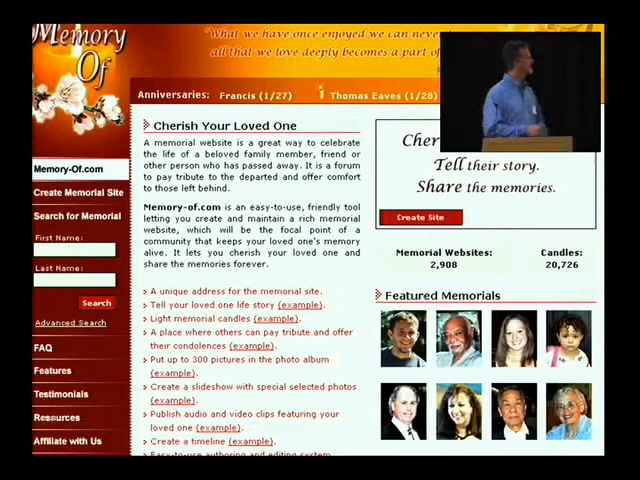 Memory Of
"What we have once enjoyed we can never
all that we love deeply becomes a part of
Anniversaries: Francis (1/27) Thomas Eaves (1/28)
Memory-Of.com
Create Memorial Site
Search for Memorial
First Name:
Last Name:
Search
Advanced Search
FAQ
Features
Testimonials
Resources
Affiliate with Us
Cherish Your Loved One
A memorial website is a great way to celebrate
the life of a beloved family member, friend or
other person who has passed away. It is a forum
to pay tribute to the departed and offer comfort
to those left behind.
Memory-of.com is an easy-to-use, friendly tool
letting you create and maintain a rich memorial
website, which will be the focal point of a
community that keeps your loved one's memory
alive. It lets you cherish your loved one and
share the memories forever.
A unique address for the memorial site.
Tell your loved one life story (example).
Light memorial candles (example).
A place where others can pay tribute and offer
their condolences (example).
Put up to 300 pictures in the photo album
(example).
Create a slideshow with special selected photos
(example).
Publish audio and video clips featuring your
loved one (example).
Create a timeline (example).
Easy-to-use authoring and editing system
Cher
Tell their story.
Share the memories.
Create Site
Memorial Websites: Candles:
2,908 20,726
Featured Memorials